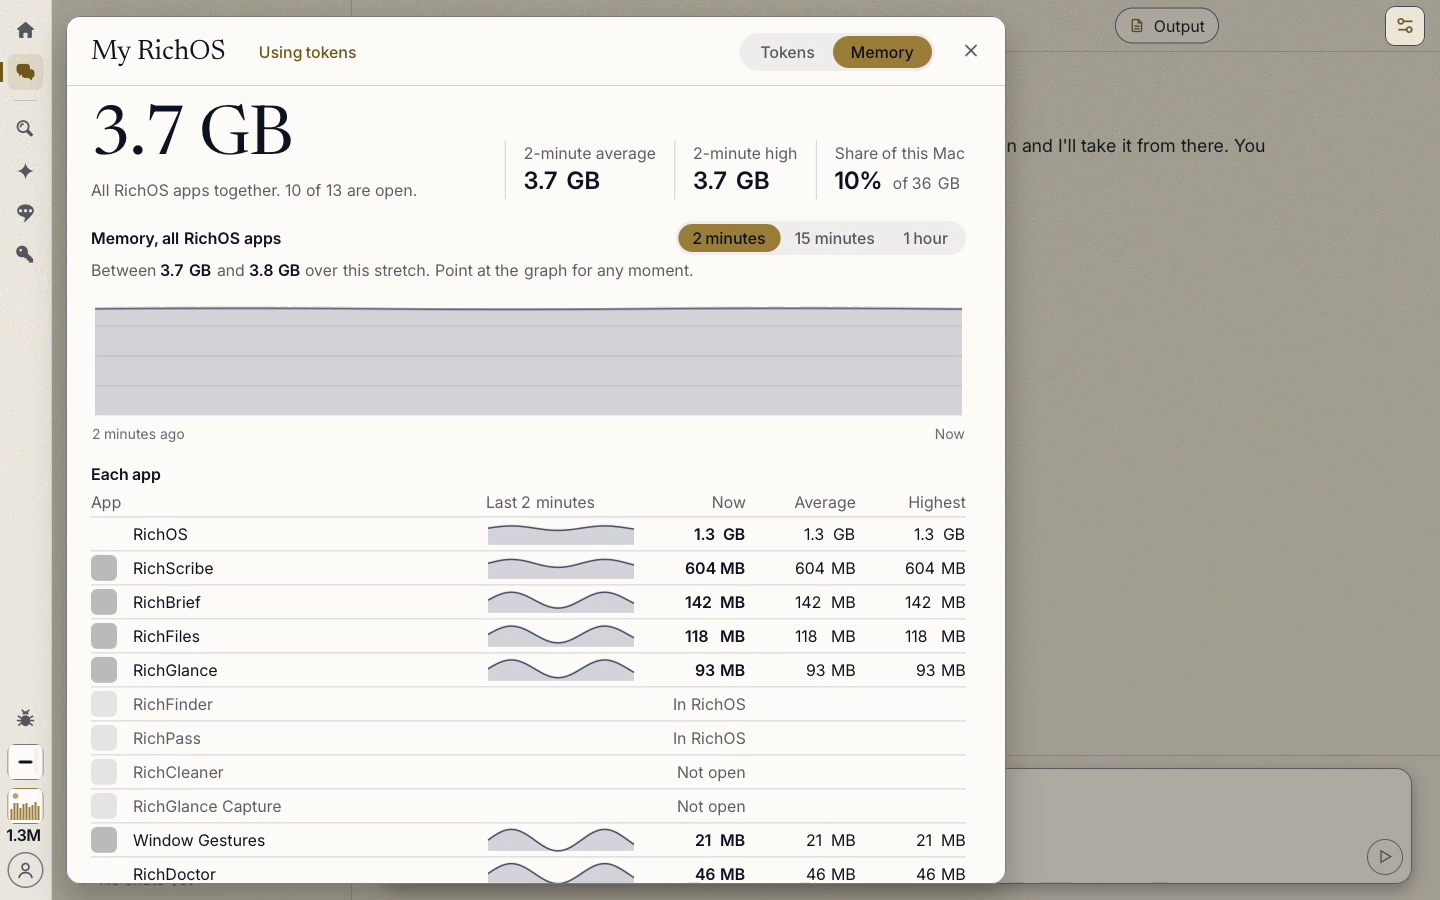 Output
My RichOS
Using tokens
Tokens
Memory
n and I'll take it from there. You
3.7 GB
All RichOS apps together. 10 of 13 are open.
2-minute average
3.7 GB
2-minute high
3.7 GB
Share of this Mac
10% of 36 GB
Memory, all RichOS apps
2 minutes
15 minutes
1 hour
Between 3.7 GB and 3.8 GB over this stretch. Point at the graph for any moment.
2 minutes ago
Now
Each app
App Last 2 minutes Now Average Highest
RichOS 1.3 GB 1.3 GB 1.3 GB
RichScribe 604 MB 604 MB 604 MB
RichBrief 142 MB 142 MB 142 MB
RichFiles 118 MB 118 MB 118 MB
RichGlance 93 MB 93 MB 93 MB
RichFinder In RichOS
RichPass In RichOS
RichCleaner Not open
RichGlance Capture Not open
Window Gestures 21 MB 21 MB 21 MB
RichDoctor 46 MB 46 MB 46 MB
1.3M